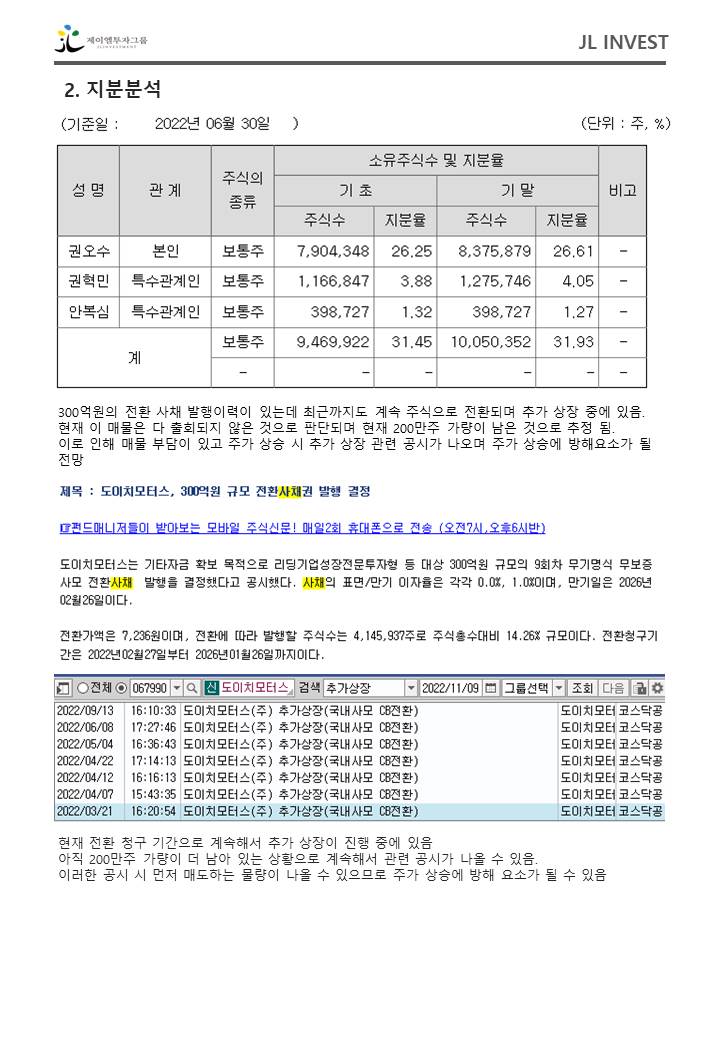 제이엘투자그룹
JL INVESTMENT
JL INVEST
2. 지분분석
(기준일 : 2022년 06월 30일 ) (단위 : 주, %)
성 명 관 계 주식의 종류 소유주식수 및 지분율 비고
기 초 기 말
주식수 지분율 주식수 지분율
권오수 본인 보통주 7,904,348 26.25 8,375,879 26.61 -
권혁민 특수관계인 보통주 1,166,847 3.88 1,275,746 4.05 -
안복심 특수관계인 보통주 398,727 1.32 398,727 1.27 -
계 보통주 9,469,922 31.45 10,050,352 31.93 -
- - - - - -
300억원의 전환 사채 발행이력이 있는데 최근까지도 계속 주식으로 전환되며 추가 상장 중에 있음.
현재 이 매물은 다 출회되지 않은 것으로 판단되며 현재 200만주 가량이 남은 것으로 추정 됨.
이로 인해 매물 부담이 있고 주가 상승 시 추가 상장 관련 공시가 나오며 주가 상승에 방해요소가 될
전망
제목 : 도이치모터스, 300억원 규모 전환사채권 발행 결정
☞펀드매니저들이 받아보는 모바일 주식신문! 매일2회 휴대폰으로 전송 (오전7시,오후6시반)
도이치모터스는 기타자금 확보 목적으로 리딩기업성장전문투자형 등 대상 300억원 규모의 9회차 무기명식 무보증
사모 전환사채 발행을 결정했다고 공시했다. 사채의 표면/만기 이자율은 각각 0.0%, 1.0%이며, 만기일은 2026년
02월26일이다.
전환가액은 7,236원이며, 전환에 따라 발행할 주식수는 4,145,937주로 주식총수대비 14.26% 규모이다. 전환청구기
간은 2022년02월27일부터 2026년01월26일까지이다.
전체 067990 신 도이치모터스 검색 추가상장 2022/11/09 그룹선택 조회 다음
2022/09/13 16:10:33 도이치모터스(주) 추가상장(국내사모 CB전환) 도이치모터 코스닥공
2022/06/08 17:27:46 도이치모터스(주) 추가상장(국내사모 CB전환) 도이치모터 코스닥공
2022/05/04 16:36:43 도이치모터스(주) 추가상장(국내사모 CB전환) 도이치모터 코스닥공
2022/04/22 17:14:13 도이치모터스(주) 추가상장(국내사모 CB전환) 도이치모터 코스닥공
2022/04/12 16:16:13 도이치모터스(주) 추가상장(국내사모 CB전환) 도이치모터 코스닥공
2022/04/07 15:43:35 도이치모터스(주) 추가상장(국내사모 CB전환) 도이치모터 코스닥공
2022/03/21 16:20:54 도이치모터스(주) 추가상장(국내사모 CB전환) 도이치모터 코스닥공
현재 전환 청구 기간으로 계속해서 추가 상장이 진행 중에 있음
아직 200만주 가량이 더 남아 있는 상황으로 계속해서 관련 공시가 나올 수 있음.
이러한 공시 시 먼저 매도하는 물량이 나올 수 있으므로 주가 상승에 방해 요소가 될 수 있음